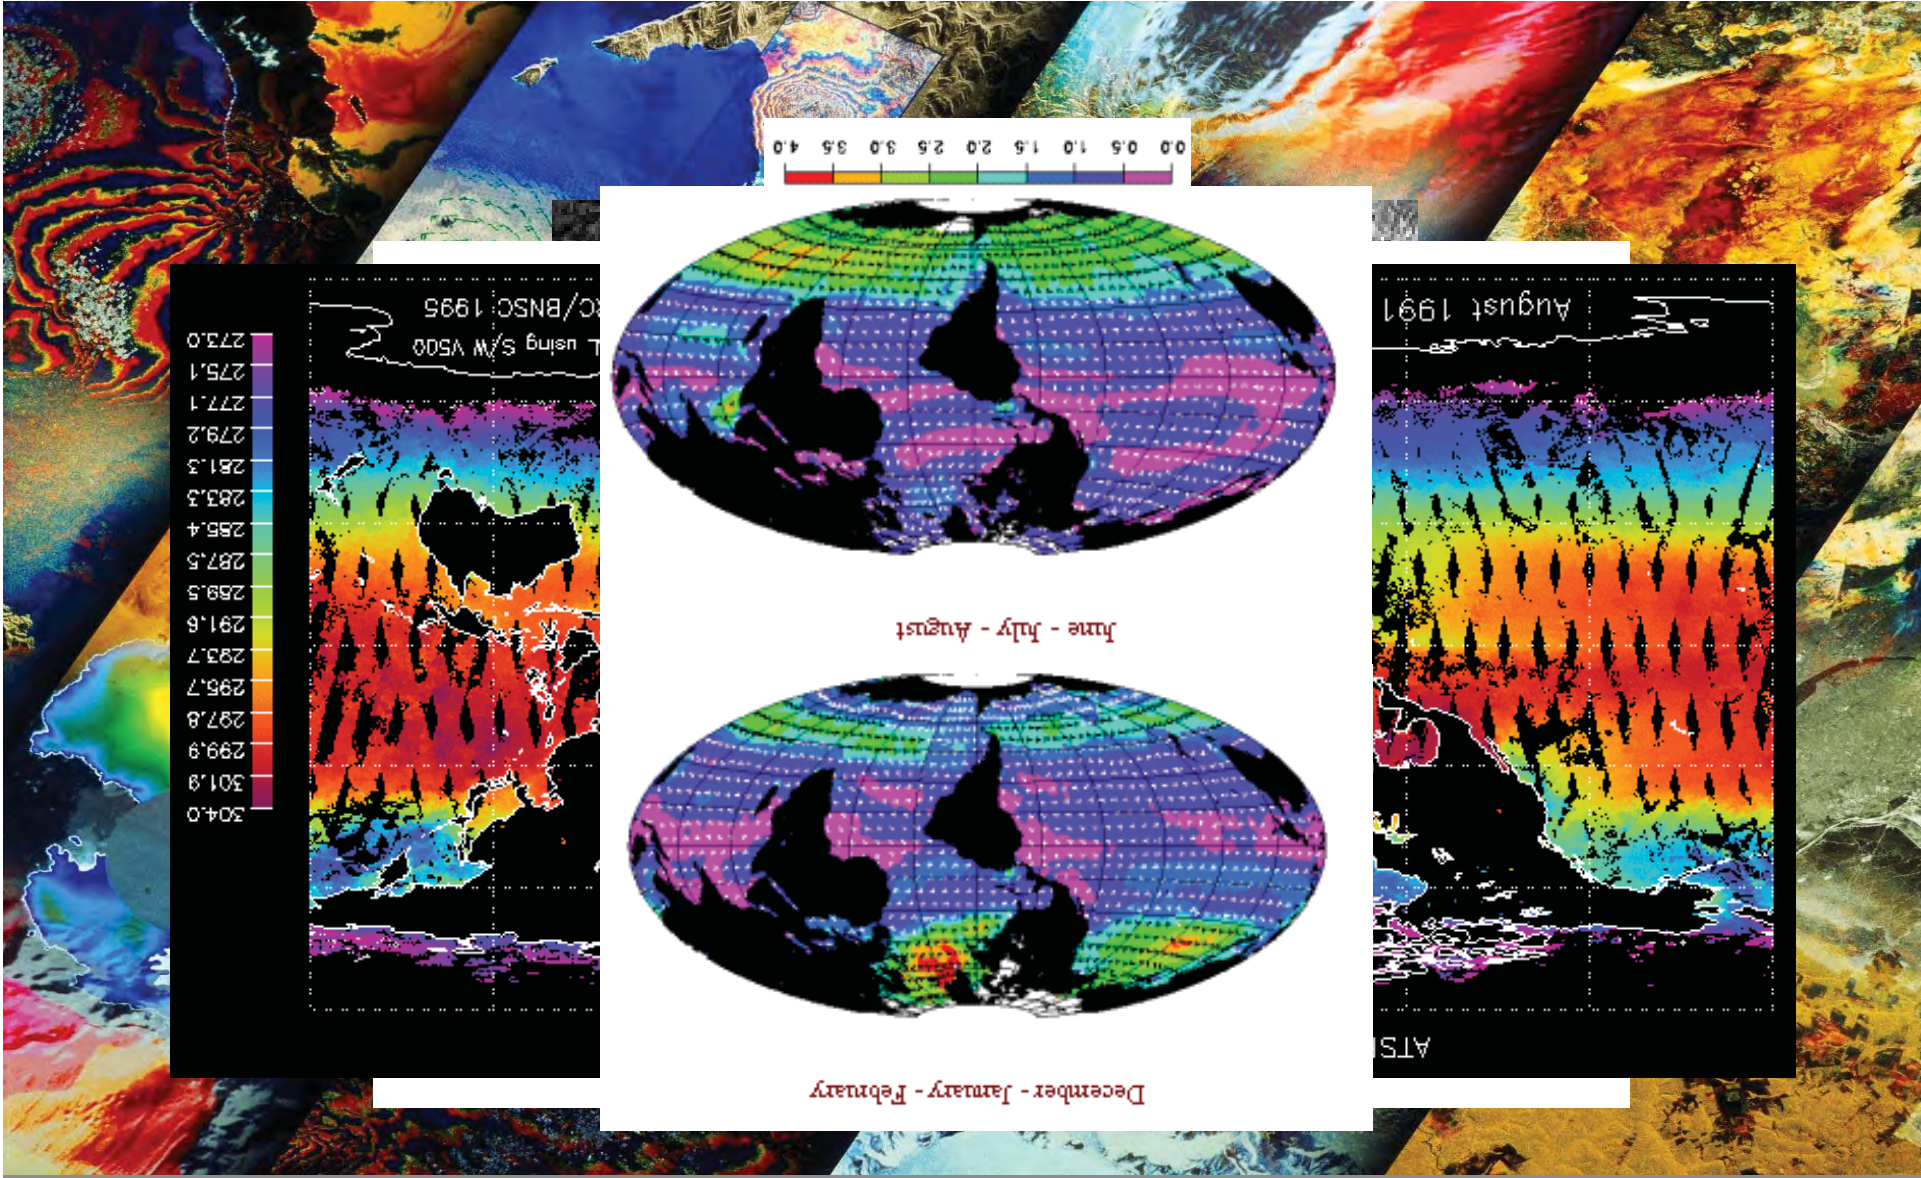 December - January - February
ATS
June - July - August
304.0
301.9
299.9
297.8
295.7
293.7
291.6
289.5
287.5
285.4
283.3
281.3
279.2
277.1
275.1
273.0
L using S/W V500
August 1991
C/BNSC 1995
0.0 0.5 1.0 1.5 2.0 2.5 3.0 3.5 4.0